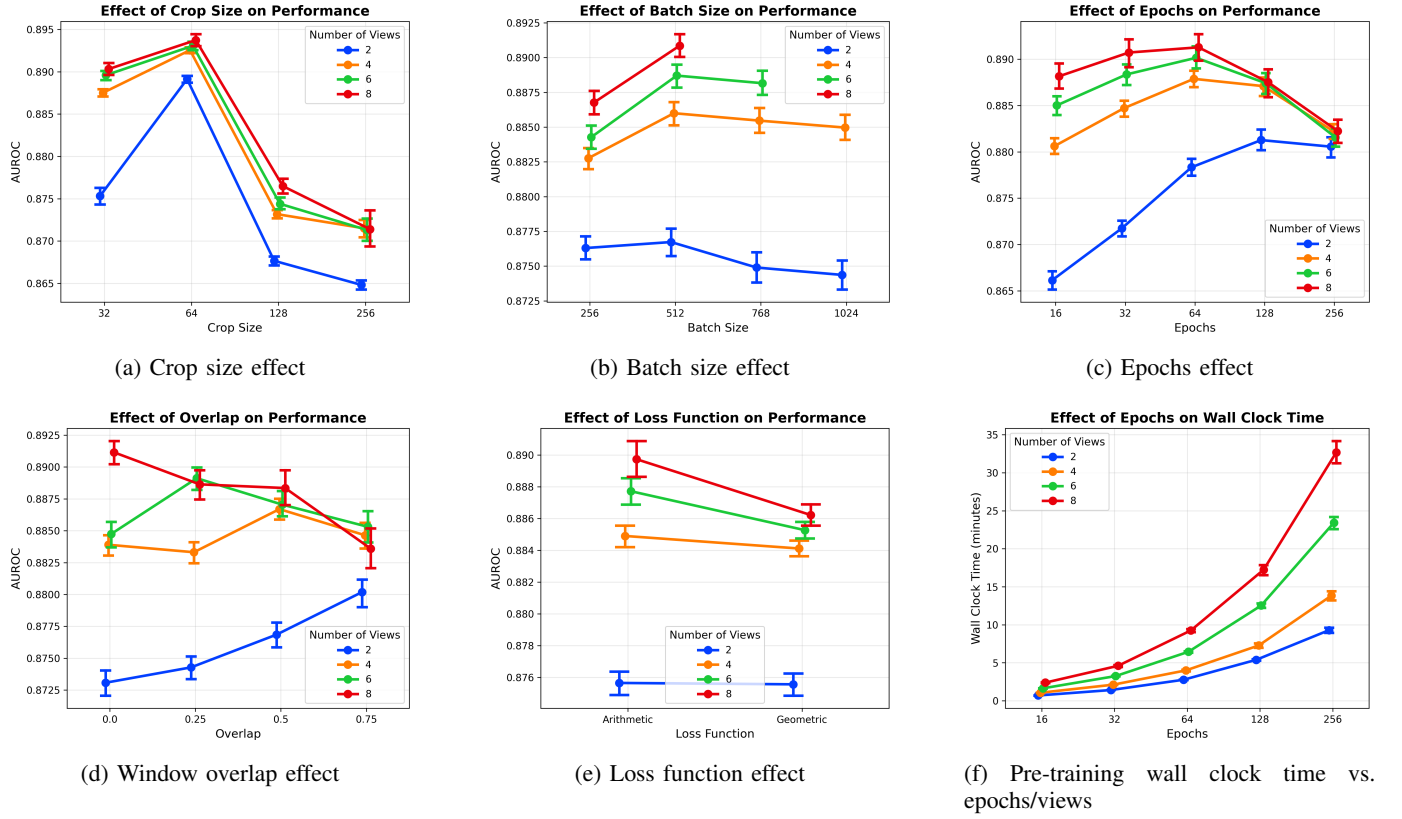 Effect of Crop Size on Performance
0.895
0.890
0.885
0.880
0.875
0.870
0.865
AUROC
Number of Views
2
4
6
8
32
64
128
256
Crop Size
(a) Crop size effect
Effect of Batch Size on Performance
0.8925
0.8900
0.8875
0.8850
0.8825
0.8800
0.8775
0.8750
0.8725
AUROC
Number of Views
2
4
6
8
256
512
768
1024
Batch Size
(b) Batch size effect
Effect of Epochs on Performance
0.890
0.885
0.880
0.875
0.870
0.865
AUROC
Number of Views
2
4
6
8
16
32
64
128
256
Epochs
(c) Epochs effect
Effect of Overlap on Performance
0.8925
0.8900
0.8875
0.8850
0.8825
0.8800
0.8775
0.8750
0.8725
AUROC
Number of Views
2
4
6
8
0.0
0.25
0.5
0.75
Overlap
(d) Window overlap effect
Effect of Loss Function on Performance
0.890
0.888
0.886
0.884
0.882
0.880
0.878
0.876
AUROC
Number of Views
2
4
6
8
Arithmetic
Geometric
Loss Function
(e) Loss function effect
Effect of Epochs on Wall Clock Time
35
30
25
20
15
10
5
0
Wall Clock Time (minutes)
Number of Views
2
4
6
8
16
32
64
128
256
Epochs
(f) Pre-training wall clock time vs.
epochs/views